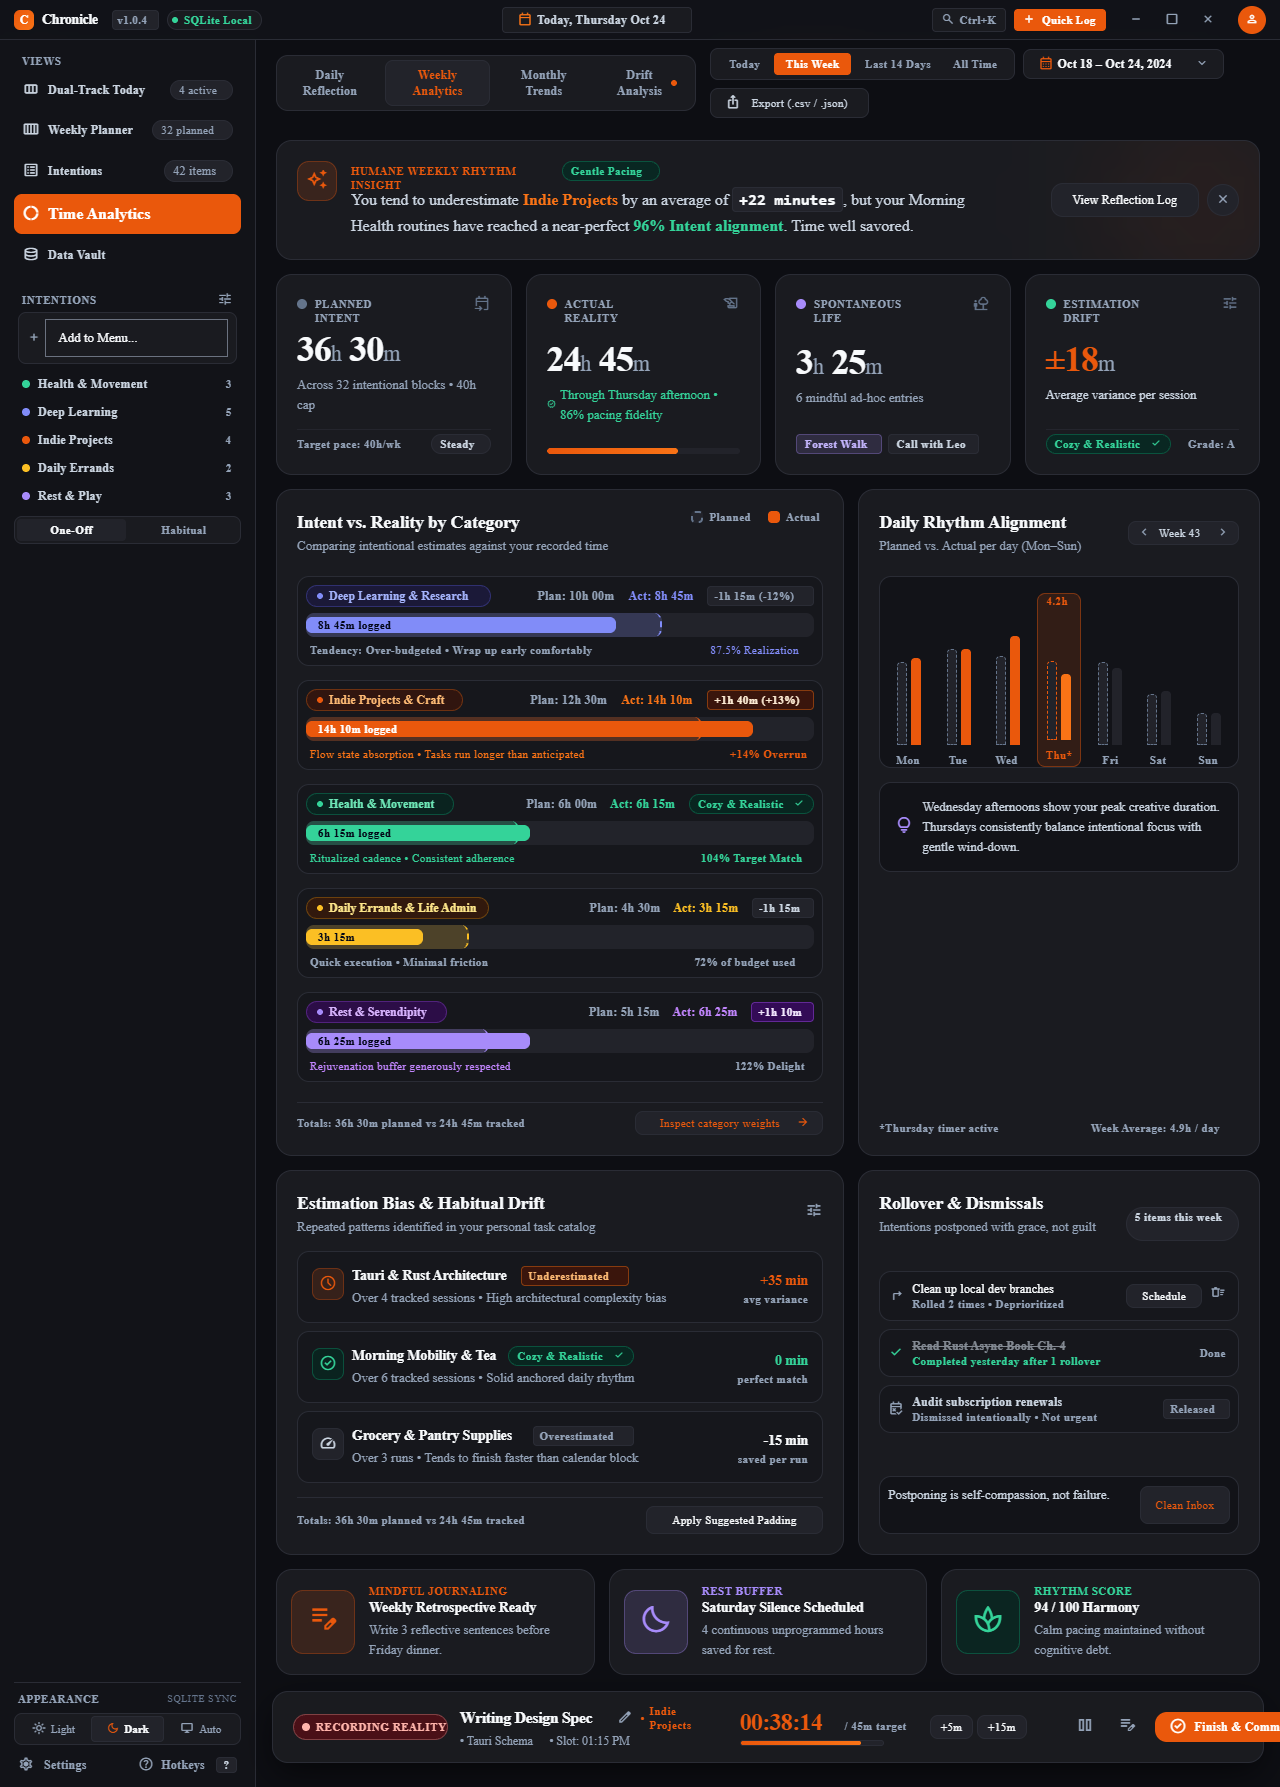 C Chronicle v1.0.4 SQLite Local
Today, Thursday Oct 24
Ctrl+K
+ Quick Log
VIEWS
Dual-Track Today 4 active
Weekly Planner 32 planned
Intentions 42 items
Time Analytics
Data Vault
INTENTIONS
+ Add to Menu...
Health & Movement 3
Deep Learning 5
Indie Projects 4
Daily Errands 2
Rest & Play 3
One-Off Habitual
APPEARANCE SQLITE SYNC
Light Dark Auto
Settings Hotkeys ?
Daily
Reflection
Weekly
Analytics
Monthly
Trends
Drift
Analysis
Today This Week Last 14 Days All Time
Oct 18 – Oct 24, 2024
Export (.csv / .json)
HUMANE WEEKLY RHYTHM
INSIGHT
Gentle Pacing
You tend to underestimate Indie Projects by an average of +22 minutes, but your Morning
Health routines have reached a near-perfect 96% Intent alignment. Time well savored.
View Reflection Log
PLANNED
INTENT
36h 30m
Across 32 intentional blocks • 40h
cap
Target pace: 40h/wk Steady
ACTUAL
REALITY
24h 45m
Through Thursday afternoon •
86% pacing fidelity
SPONTANEOUS
LIFE
3h 25m
6 mindful ad-hoc entries
Forest Walk Call with Leo
ESTIMATION
DRIFT
±18m
Average variance per session
Cozy & Realistic ✓ Grade: A
Intent vs. Reality by Category
Comparing intentional estimates against your recorded time
Planned Actual
Deep Learning & Research Plan: 10h 00m Act: 8h 45m -1h 15m (-12%)
8h 45m logged
Tendency: Over-budgeted • Wrap up early comfortably 87.5% Realization
Indie Projects & Craft Plan: 12h 30m Act: 14h 10m +1h 40m (+13%)
14h 10m logged
Flow state absorption • Tasks run longer than anticipated +14% Overrun
Health & Movement Plan: 6h 00m Act: 6h 15m Cozy & Realistic ✓
6h 15m logged
Ritualized cadence • Consistent adherence 104% Target Match
Daily Errands & Life Admin Plan: 4h 30m Act: 3h 15m -1h 15m
3h 15m
Quick execution • Minimal friction 72% of budget used
Rest & Serendipity Plan: 5h 15m Act: 6h 25m +1h 10m
6h 25m logged
Rejuvenation buffer generously respected 122% Delight
Totals: 36h 30m planned vs 24h 45m tracked
Inspect category weights →
Daily Rhythm Alignment
Planned vs. Actual per day (Mon–Sun)
Week 43
4.2h
Mon Tue Wed Thu* Fri Sat Sun
Wednesday afternoons show your peak creative duration.
Thursdays consistently balance intentional focus with
gentle wind-down.
*Thursday timer active Week Average: 4.9h / day
Estimation Bias & Habitual Drift
Repeated patterns identified in your personal task catalog
Tauri & Rust Architecture Underestimated
Over 4 tracked sessions • High architectural complexity bias
+35 min
avg variance
Morning Mobility & Tea Cozy & Realistic ✓
Over 6 tracked sessions • Solid anchored daily rhythm
0 min
perfect match
Grocery & Pantry Supplies Overestimated
Over 3 runs • Tends to finish faster than calendar block
-15 min
saved per run
Totals: 36h 30m planned vs 24h 45m tracked
Apply Suggested Padding
Rollover & Dismissals
Intentions postponed with grace, not guilt
5 items this week
Clean up local dev branches
Rolled 2 times • Deprioritized
Schedule
Read Rust Async Book Ch. 4
Completed yesterday after 1 rollover
Done
Audit subscription renewals
Dismissed intentionally • Not urgent
Released
Postponing is self-compassion, not failure.
Clean Inbox
MINDFUL JOURNALING
Weekly Retrospective Ready
Write 3 reflective sentences before
Friday dinner.
REST BUFFER
Saturday Silence Scheduled
4 continuous unprogrammed hours
saved for rest.
RHYTHM SCORE
94 / 100 Harmony
Calm pacing maintained without
cognitive debt.
RECORDING REALITY
Writing Design Spec
• Tauri Schema • Slot: 01:15 PM
• Indie
Projects
00:38:14 / 45m target
+5m +15m
Finish & Comm